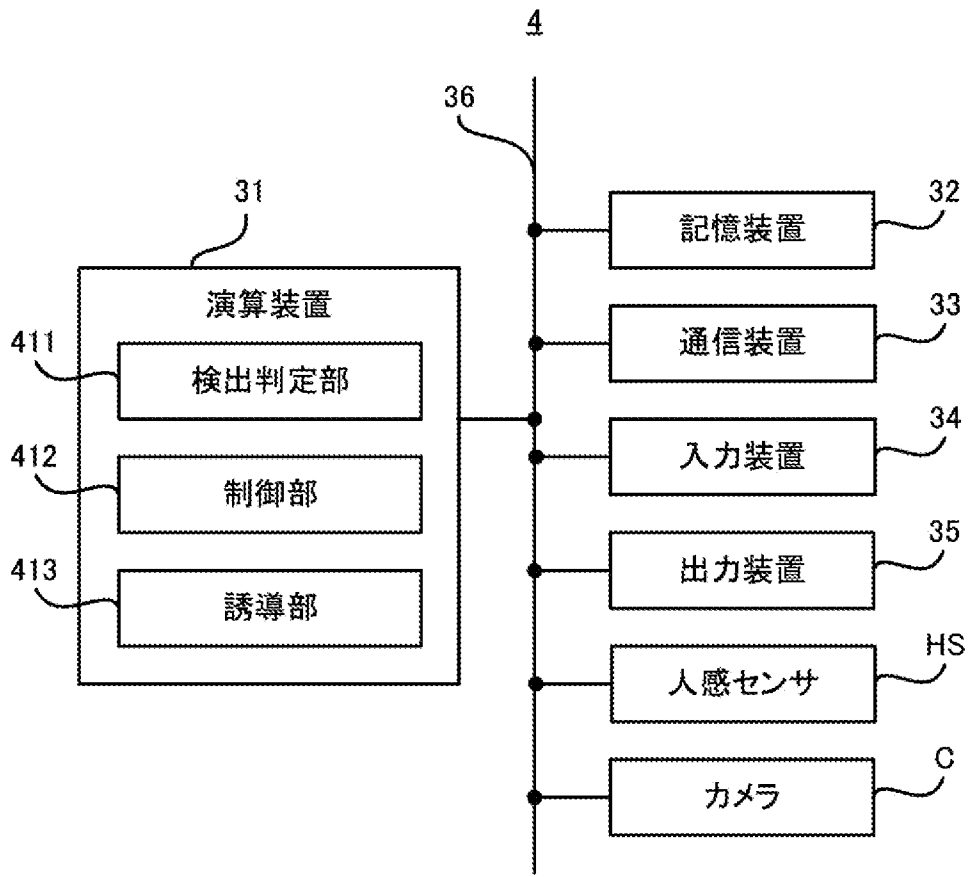 4
36
31
演算装置
411
検出判定部
412
制御部
413
誘導部
記憶装置
32
通信装置
33
入力装置
34
出力装置
35
人感センサ
HS
カメラ
C